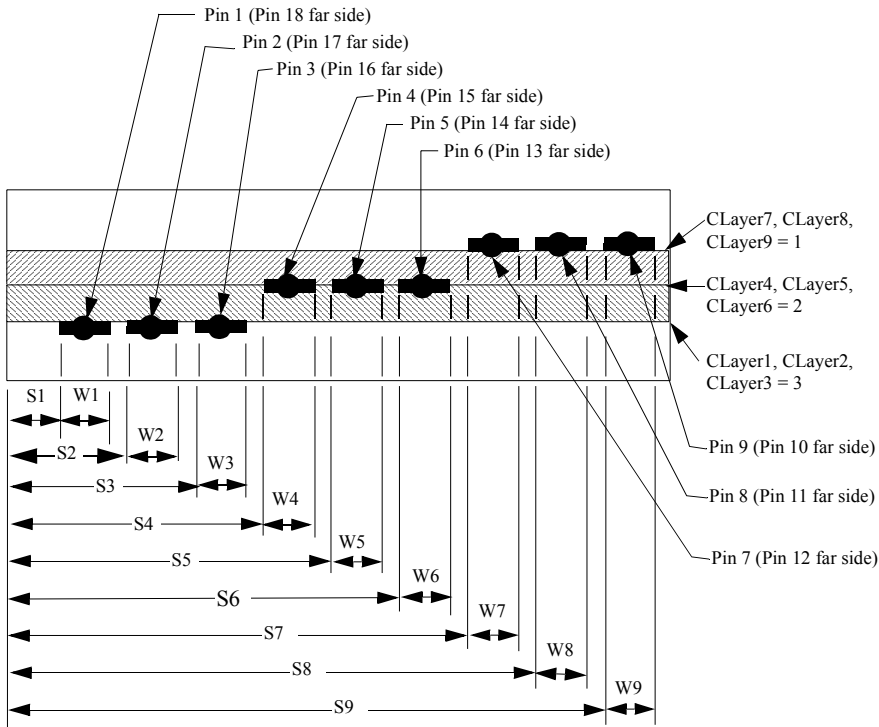 Pin 1 (Pin 18 far side)
Pin 2 (Pin 17 far side)
Pin 3 (Pin 16 far side)
Pin 4 (Pin 15 far side)
Pin 5 (Pin 14 far side)
Pin 6 (Pin 13 far side)
CLayer7, CLayer8,
CLayer9 = 1
CLayer4, CLayer5,
CLayer6 = 2
CLayer1, CLayer2,
CLayer3 = 3
S1
W1
S2
W2
S3
W3
S4
W4
S5
W5
S6
W6
S7
W7
S8
W8
S9
W9
Pin 9 (Pin 10 far side)
Pin 8 (Pin 11 far side)
Pin 7 (Pin 12 far side)